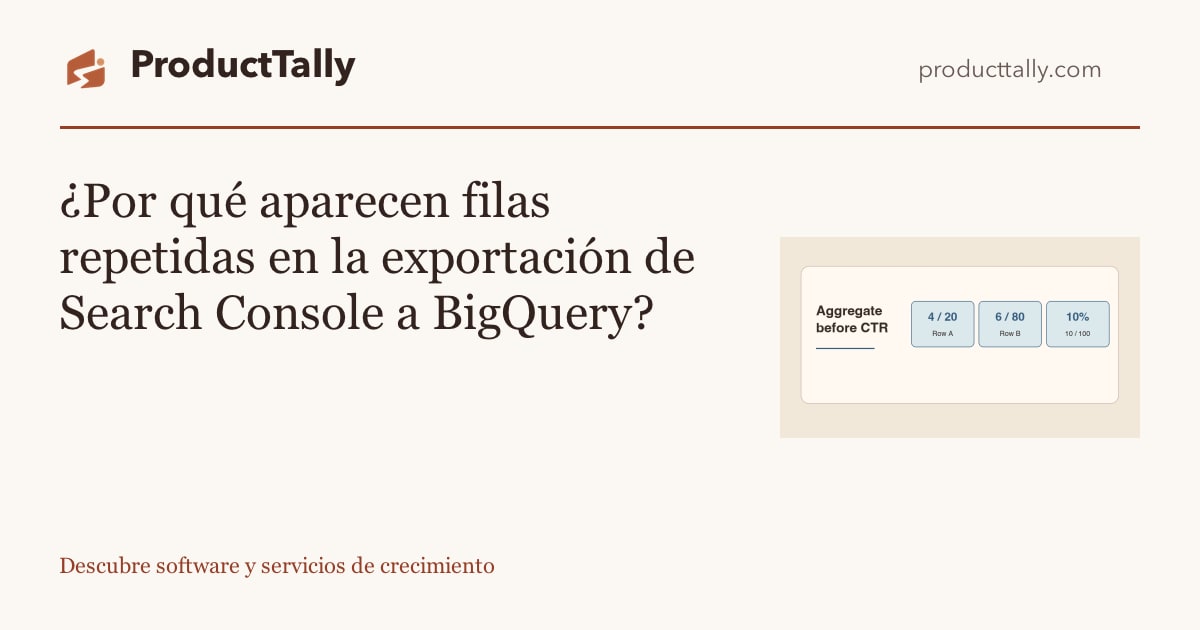 ProductTally
producttally.com
¿Por qué aparecen filas
repetidas en la exportación de
Search Console a BigQuery?
Aggregate
before CTR
4 / 20
Row A
6 / 80
Row B
10%
10 / 100
Descubre software y servicios de crecimiento